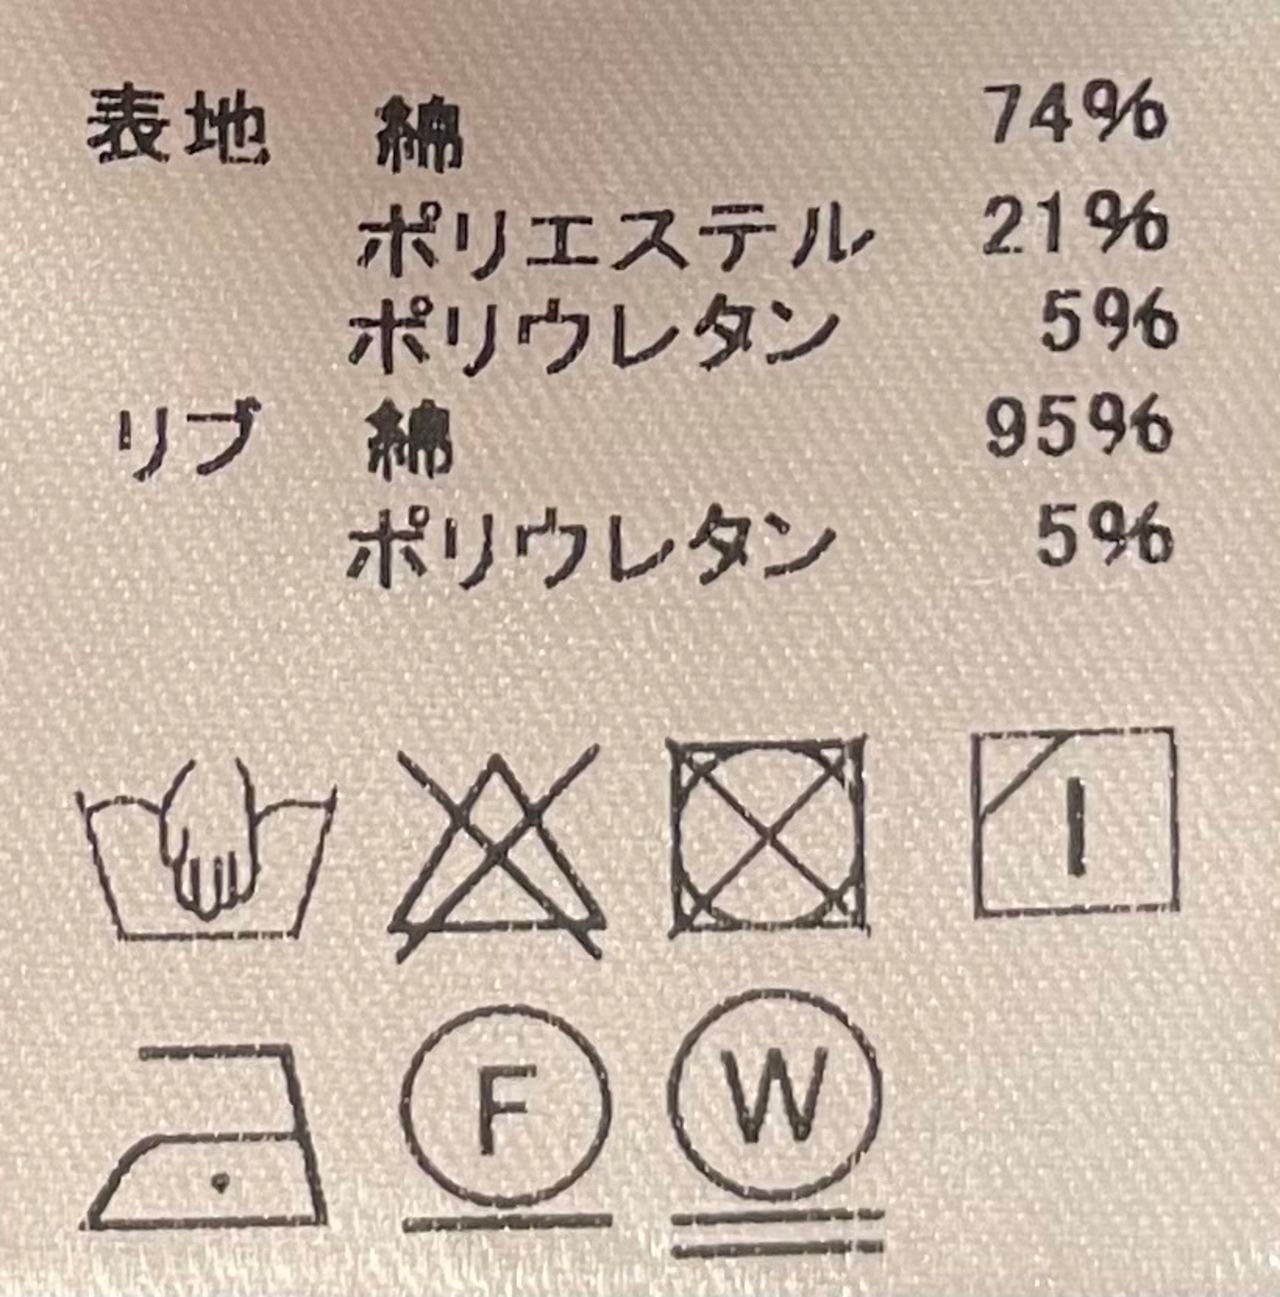 表地 綿 74%
ポリエステル 21%
ポリウレタン 5%
リブ 綿 95%
ポリウレタン 5%
F W